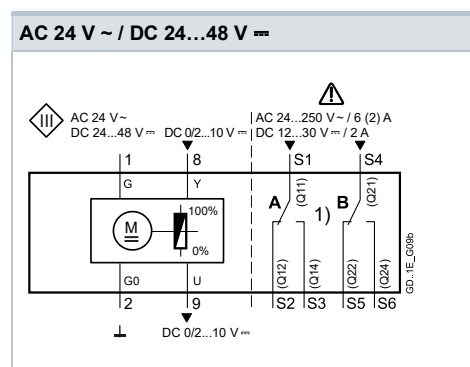 AC 24 V ~ / DC 24...48 V ⎓
III
AC 24 V~
DC 24...48 V ⎓ DC 0/2...10 V ⎓
AC 24...250 V~ / 6 (2) A
DC 12...30 V ⎓ / 2 A
1 8 S1 S4
G Y
A (Q11) 1) B (Q21)
M
100%
0%
(Q12) (Q14) (Q22) (Q24)
G0 U
2 9 S2 S3 S5 S6
DC 0/2...10 V ⎓
GD..1E_G09b